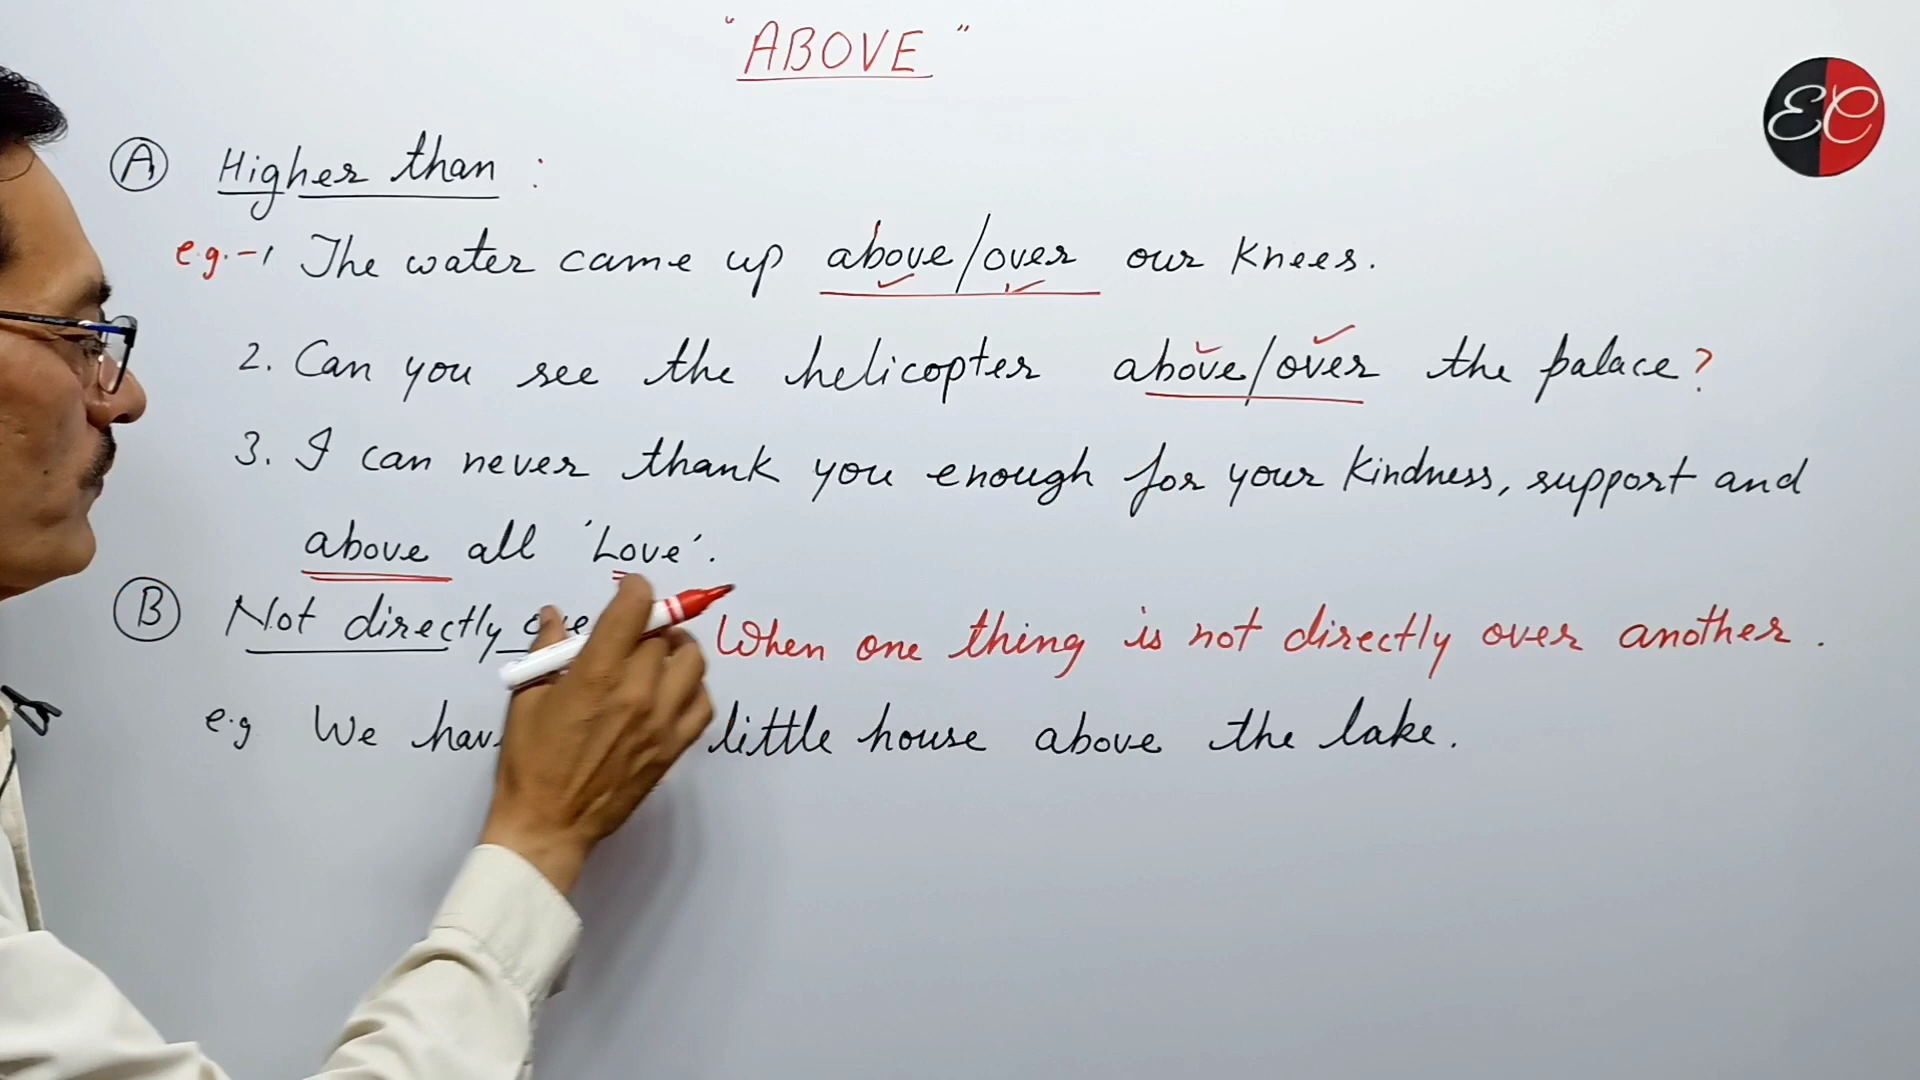 "ABOVE"
EC
A Higher than :
e.g.-1 The water came up above/over our knees.
2. Can you see the helicopter above/over the palace?
3. I can never thank you enough for your kindness, support and
above all 'Love'.
B Not directly When one thing is not directly over another.
e.g We little house above the lake.